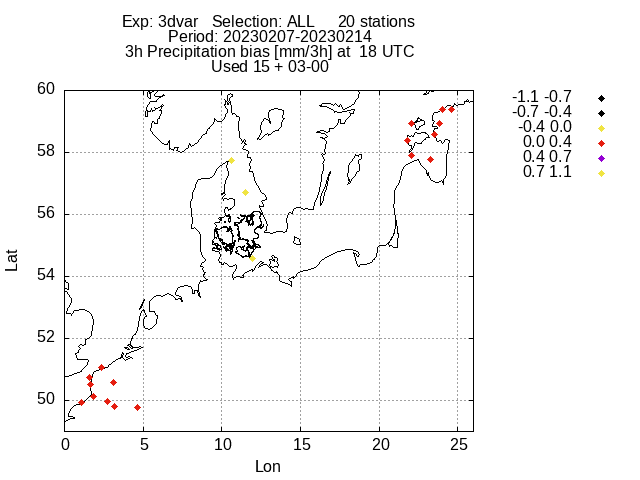 Exp: 3dvar Selection: ALL 20 stations
Period: 20230207-20230214
3h Precipitation bias [mm/3h] at 18 UTC
Used 15 + 03-00
-1.1 -0.7
-0.7 -0.4
-0.4 0.0
0.0 0.4
0.4 0.7
0.7 1.1
60
58
56
54
52
50
Lat
0 5 10 15 20 25
Lon